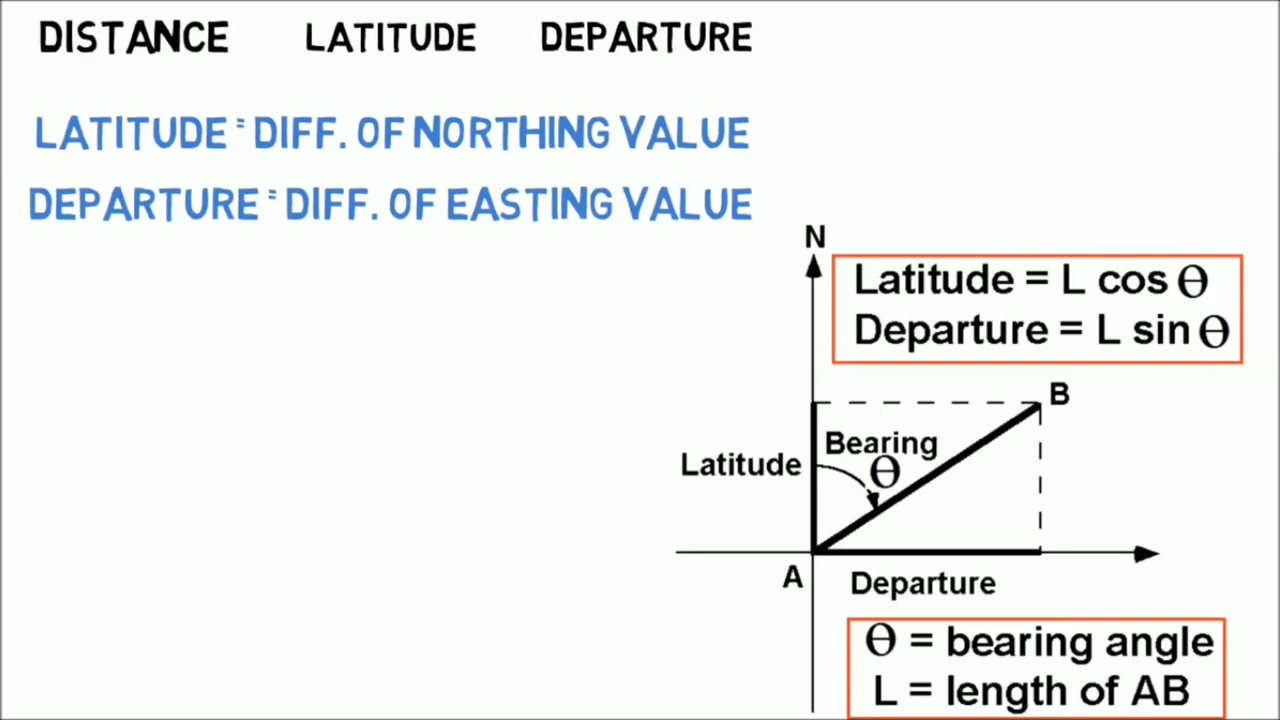 DISTANCE LATITUDE DEPARTURE
LATITUDE = DIFF. OF NORTHING VALUE
DEPARTURE = DIFF. OF EASTING VALUE
N
Latitude = L cos θ
Departure = L sin θ
B
Bearing
Latitude
θ
A
Departure
θ = bearing angle
L = length of AB